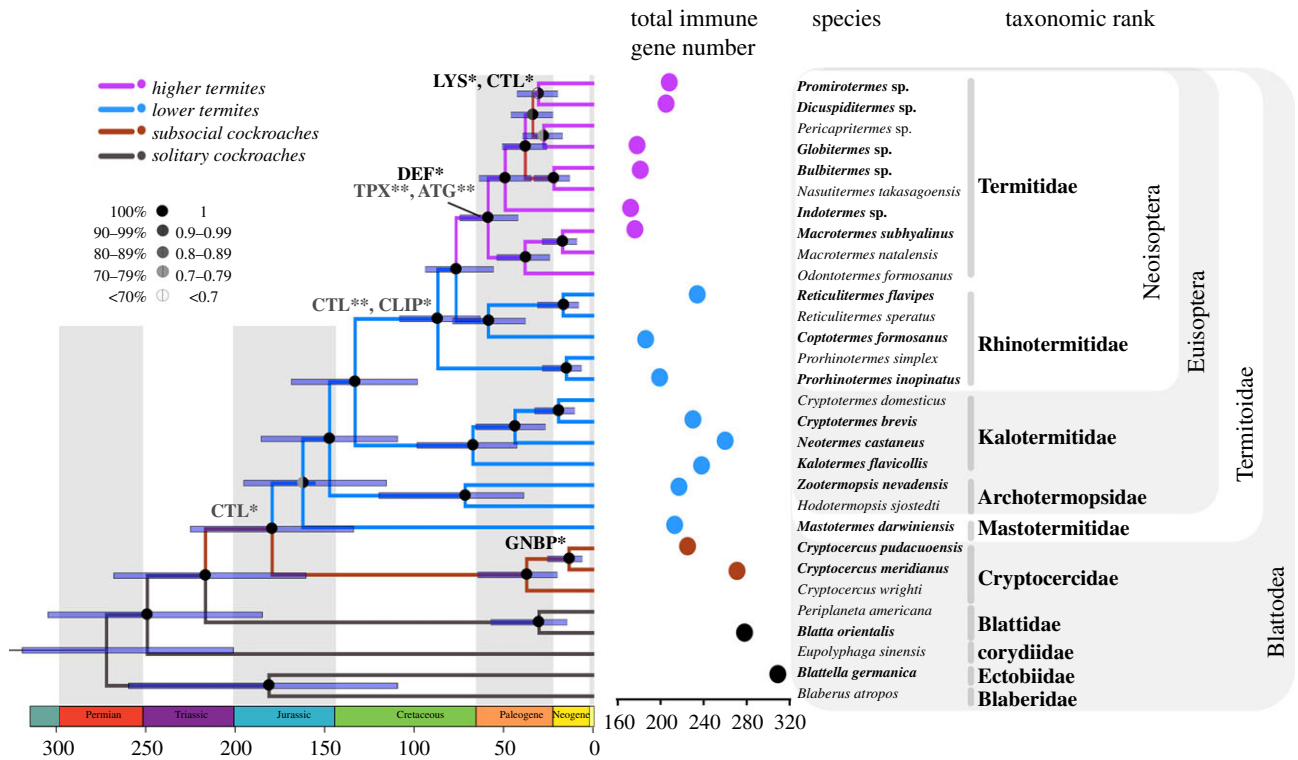 total immune
gene number
species
taxonomic rank
higher termites
lower termites
subsocial cockroaches
solitary cockroaches
100% 1
90–99% 0.9–0.99
80–89% 0.8–0.89
70–79% 0.7–0.79
<70% <0.7
LYS*, CTL*
DEF*
TPX**, ATG**
CTL**, CLIP*
CTL*
GNBP*
Promirotermes sp.
Dicuspiditermes sp.
Pericapritermes sp.
Globitermes sp.
Bulbitermes sp.
Nasutitermes takasagoensis
Indotermes sp.
Macrotermes subhyalinus
Macrotermes natalensis
Odontotermes formosanus
Reticulitermes flavipes
Reticulitermes speratus
Coptotermes formosanus
Prorhinotermes simplex
Prorhinotermes inopinatus
Cryptotermes domesticus
Cryptotermes brevis
Neotermes castaneus
Kalotermes flavicollis
Zootermopsis nevadensis
Hodotermopsis sjostedti
Mastotermes darwiniensis
Cryptocercus pudacuoensis
Cryptocercus meridianus
Cryptocercus wrighti
Periplaneta americana
Blatta orientalis
Eupolyphaga sinensis
Blattella germanica
Blaberus atropos
Termitidae
Rhinotermitidae
Kalotermitidae
Archotermopsidae
Mastotermitidae
Cryptocercidae
Blattidae
corydiidae
Ectobiidae
Blaberidae
Neoisoptera
Euisoptera
Termitoidae
Blattodea
Permian Triassic Jurassic Cretaceous Paleogene Neogene
300 250 200 150 100 50 0
160 200 240 280 320